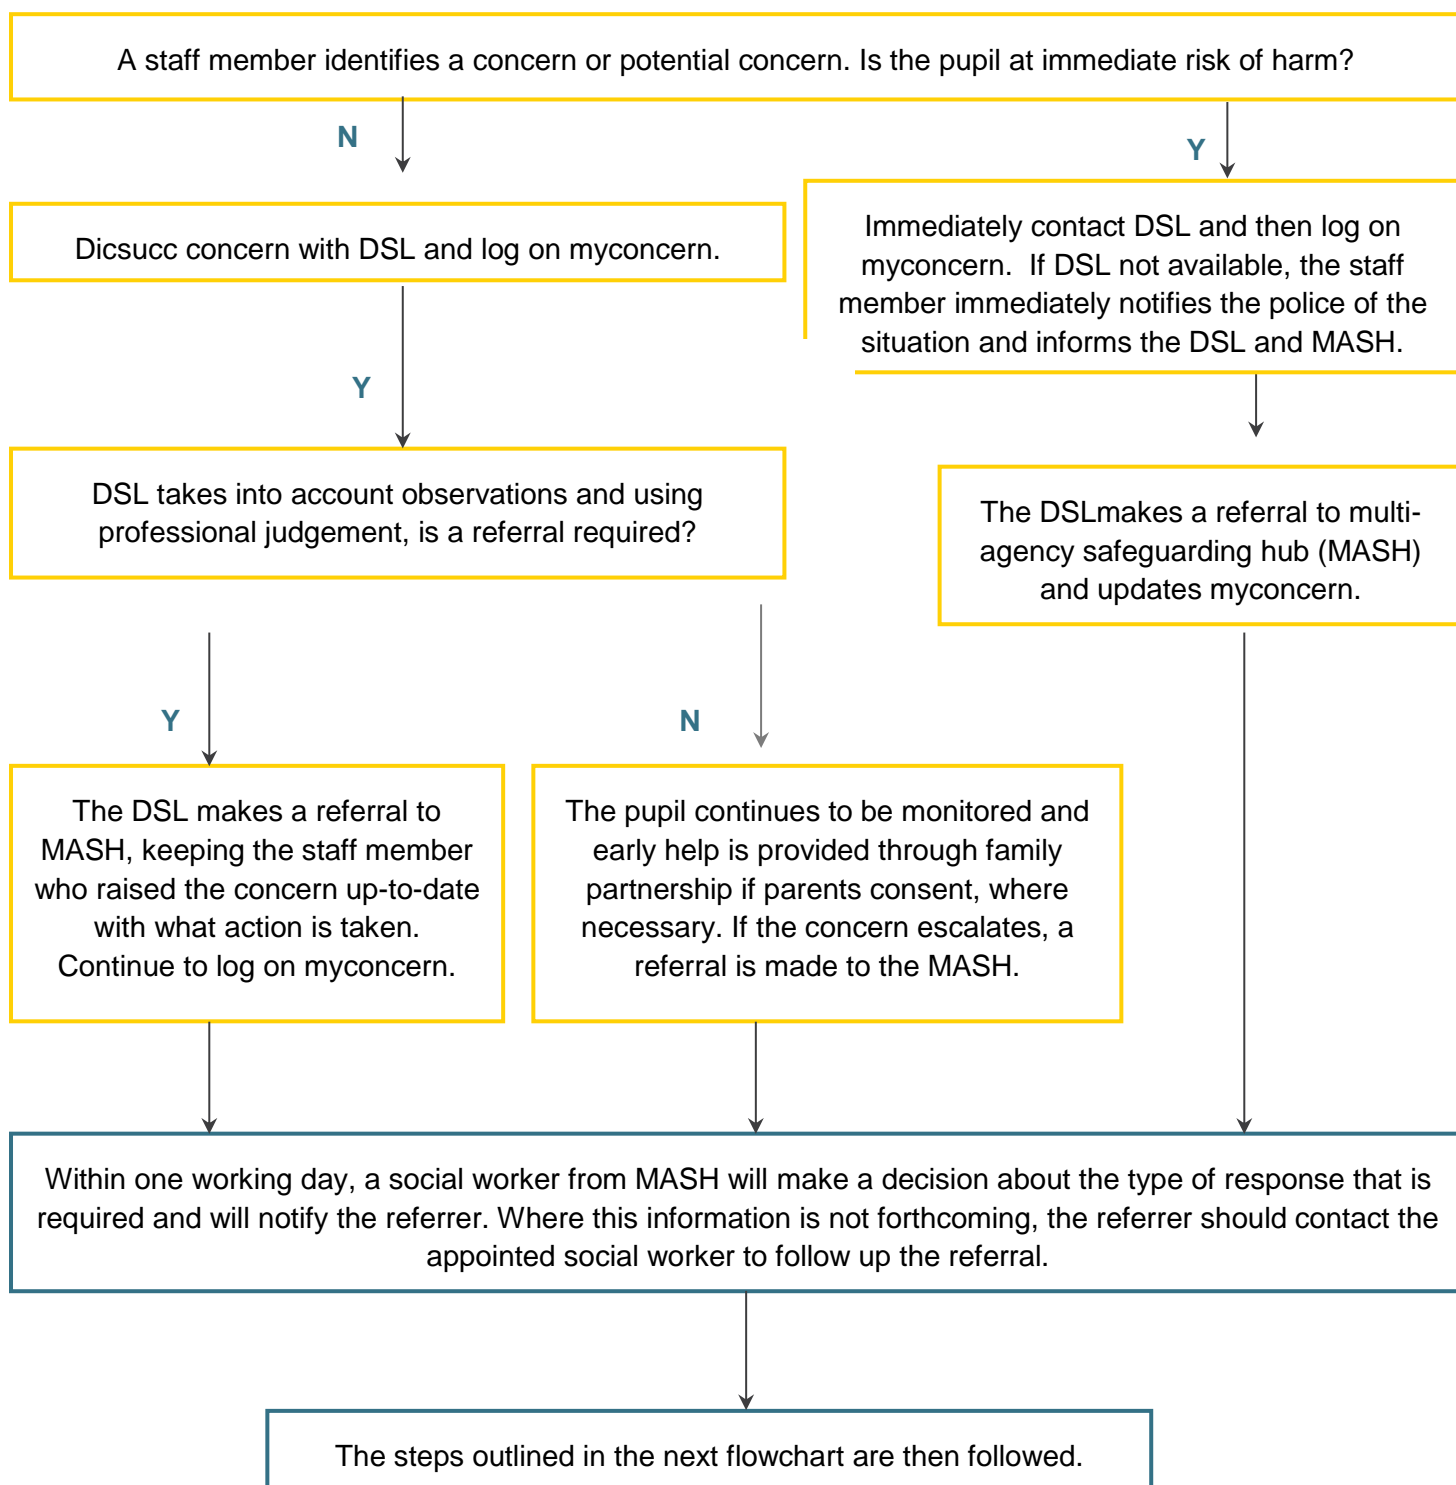 A staff member identifies a concern or potential concern. Is the pupil at immediate risk of harm?
N
Y
Dicsucc concern with DSL and log on myconcern.
Immediately contact DSL and then log on
myconcern.  If DSL not available, the staff
member immediately notifies the police of the
situation and informs the DSL and MASH.
Y
DSL takes into account observations and using
professional judgement, is a referral required?
The DSLmakes a referral to multi-
agency safeguarding hub (MASH)
and updates myconcern.
Y
N
The DSL makes a referral to
MASH, keeping the staff member
who raised the concern up-to-date
with what action is taken.
Continue to log on myconcern.
The pupil continues to be monitored and
early help is provided through family
partnership if parents consent, where
necessary. If the concern escalates, a
referral is made to the MASH.
Within one working day, a social worker from MASH will make a decision about the type of response that is
required and will notify the referrer. Where this information is not forthcoming, the referrer should contact the
appointed social worker to follow up the referral.
The steps outlined in the next flowchart are then followed.